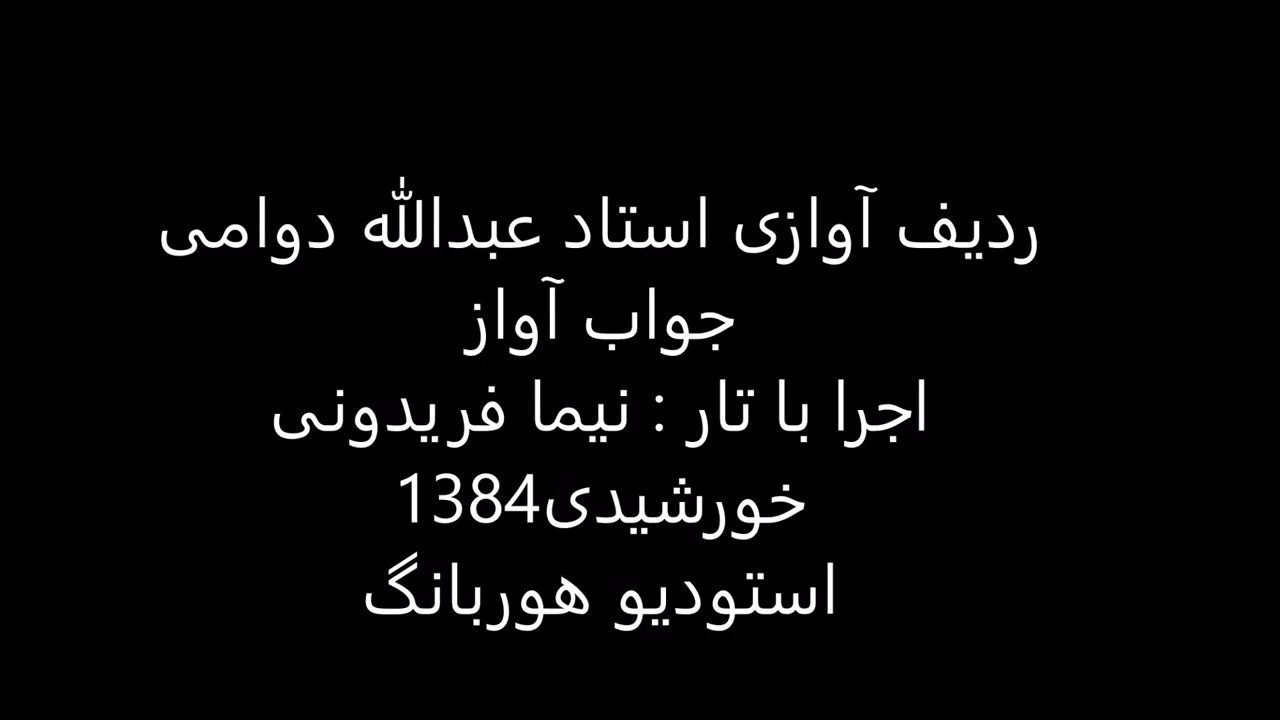 ردیف آوازی استاد عبدالله دوامی
جواب آواز
اجرا با تار : نیما فریدونی
خورشیدی1384
استودیو هوربانگ